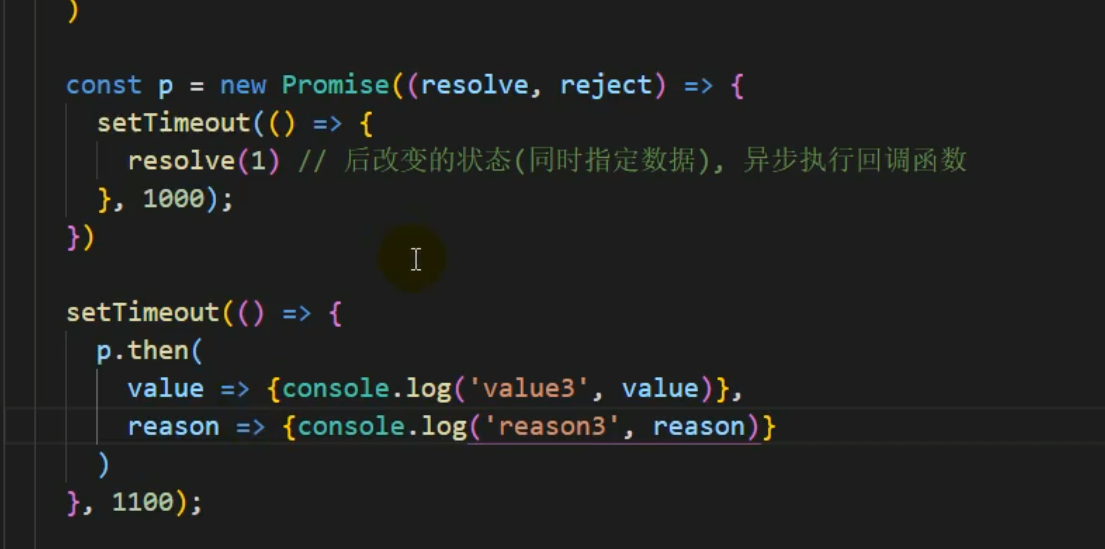 )
const p = new Promise((resolve, reject) => {
setTimeout(() => {
resolve(1) // 后改变的状态(同时指定数据), 异步执行回调函数
}, 1000);
})
setTimeout(() => {
p.then(
value => {console.log('value3', value)},
reason => {console.log('reason3', reason)}
)
}, 1100);